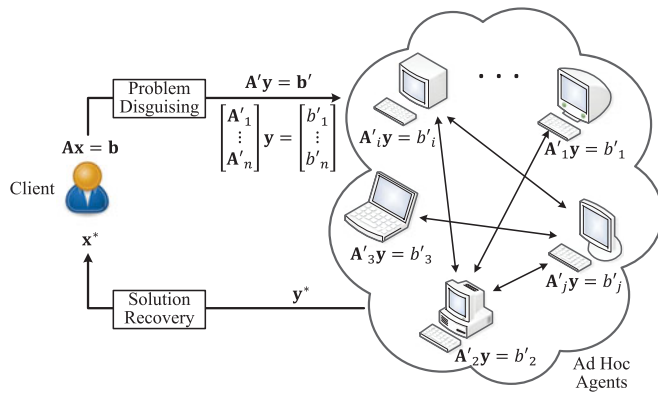 Problem
Disguising
A'y = b'
[A'₁ ⋮ A'ₙ] y = [b'₁ ⋮ b'ₙ]
Ax = b
Client
x*
Solution
Recovery
y*
. . .
A'ᵢy = b'ᵢ
A'₁y = b'₁
A'₃y = b'₃
A'ⱼy = b'ⱼ
A'₂y = b'₂
Ad Hoc
Agents